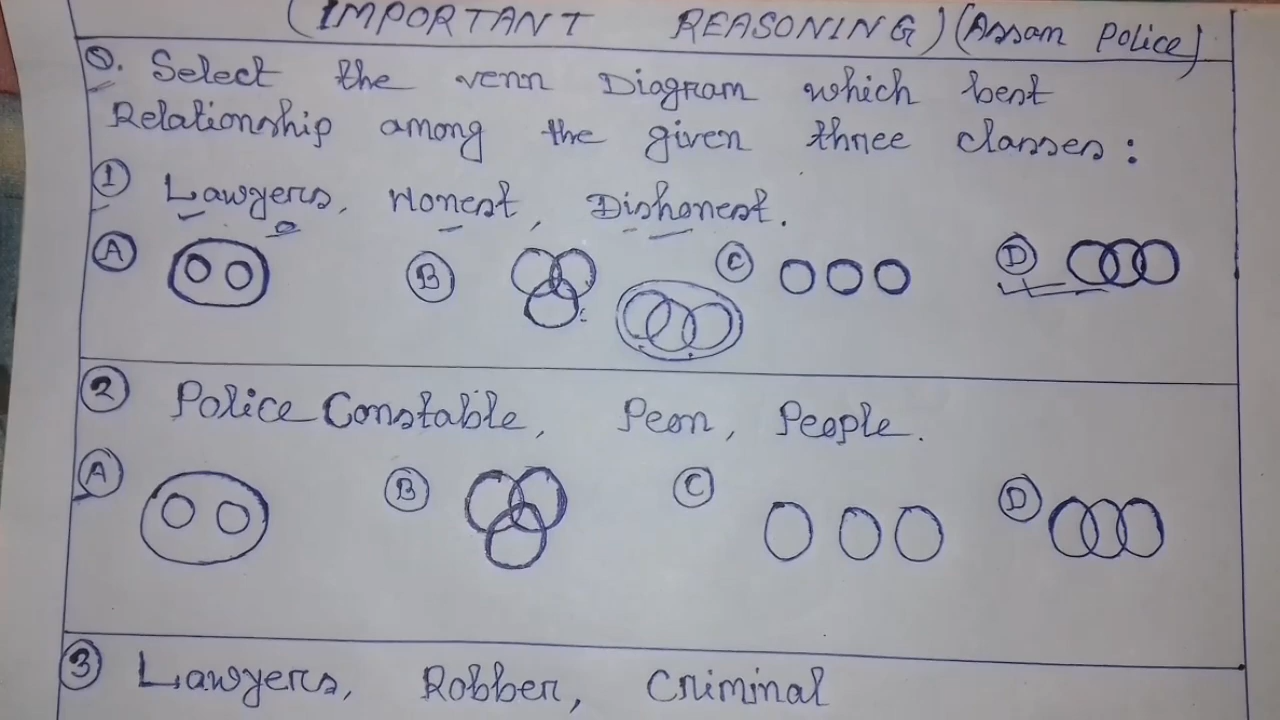 (IMPORTANT REASONING) (Assam Police)
Q. Select the venn Diagram which best
Relationship among the given three classes :
① Lawyers, Honest, Dishonest.
Ⓐ Ⓑ Ⓒ Ⓓ
② Police Constable, Peon, People.
Ⓐ Ⓑ Ⓒ Ⓓ
③ Lawyers, Robber, Criminal